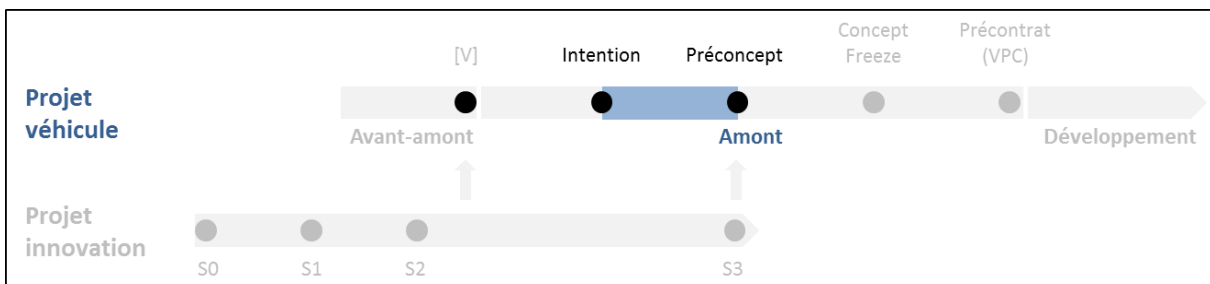 Concept
Freeze
Précontrat
(VPC)
[V]
Intention
Préconcept
Projet
véhicule
Avant-amont
Amont
Développement
Projet
innovation
S0
S1
S2
S3